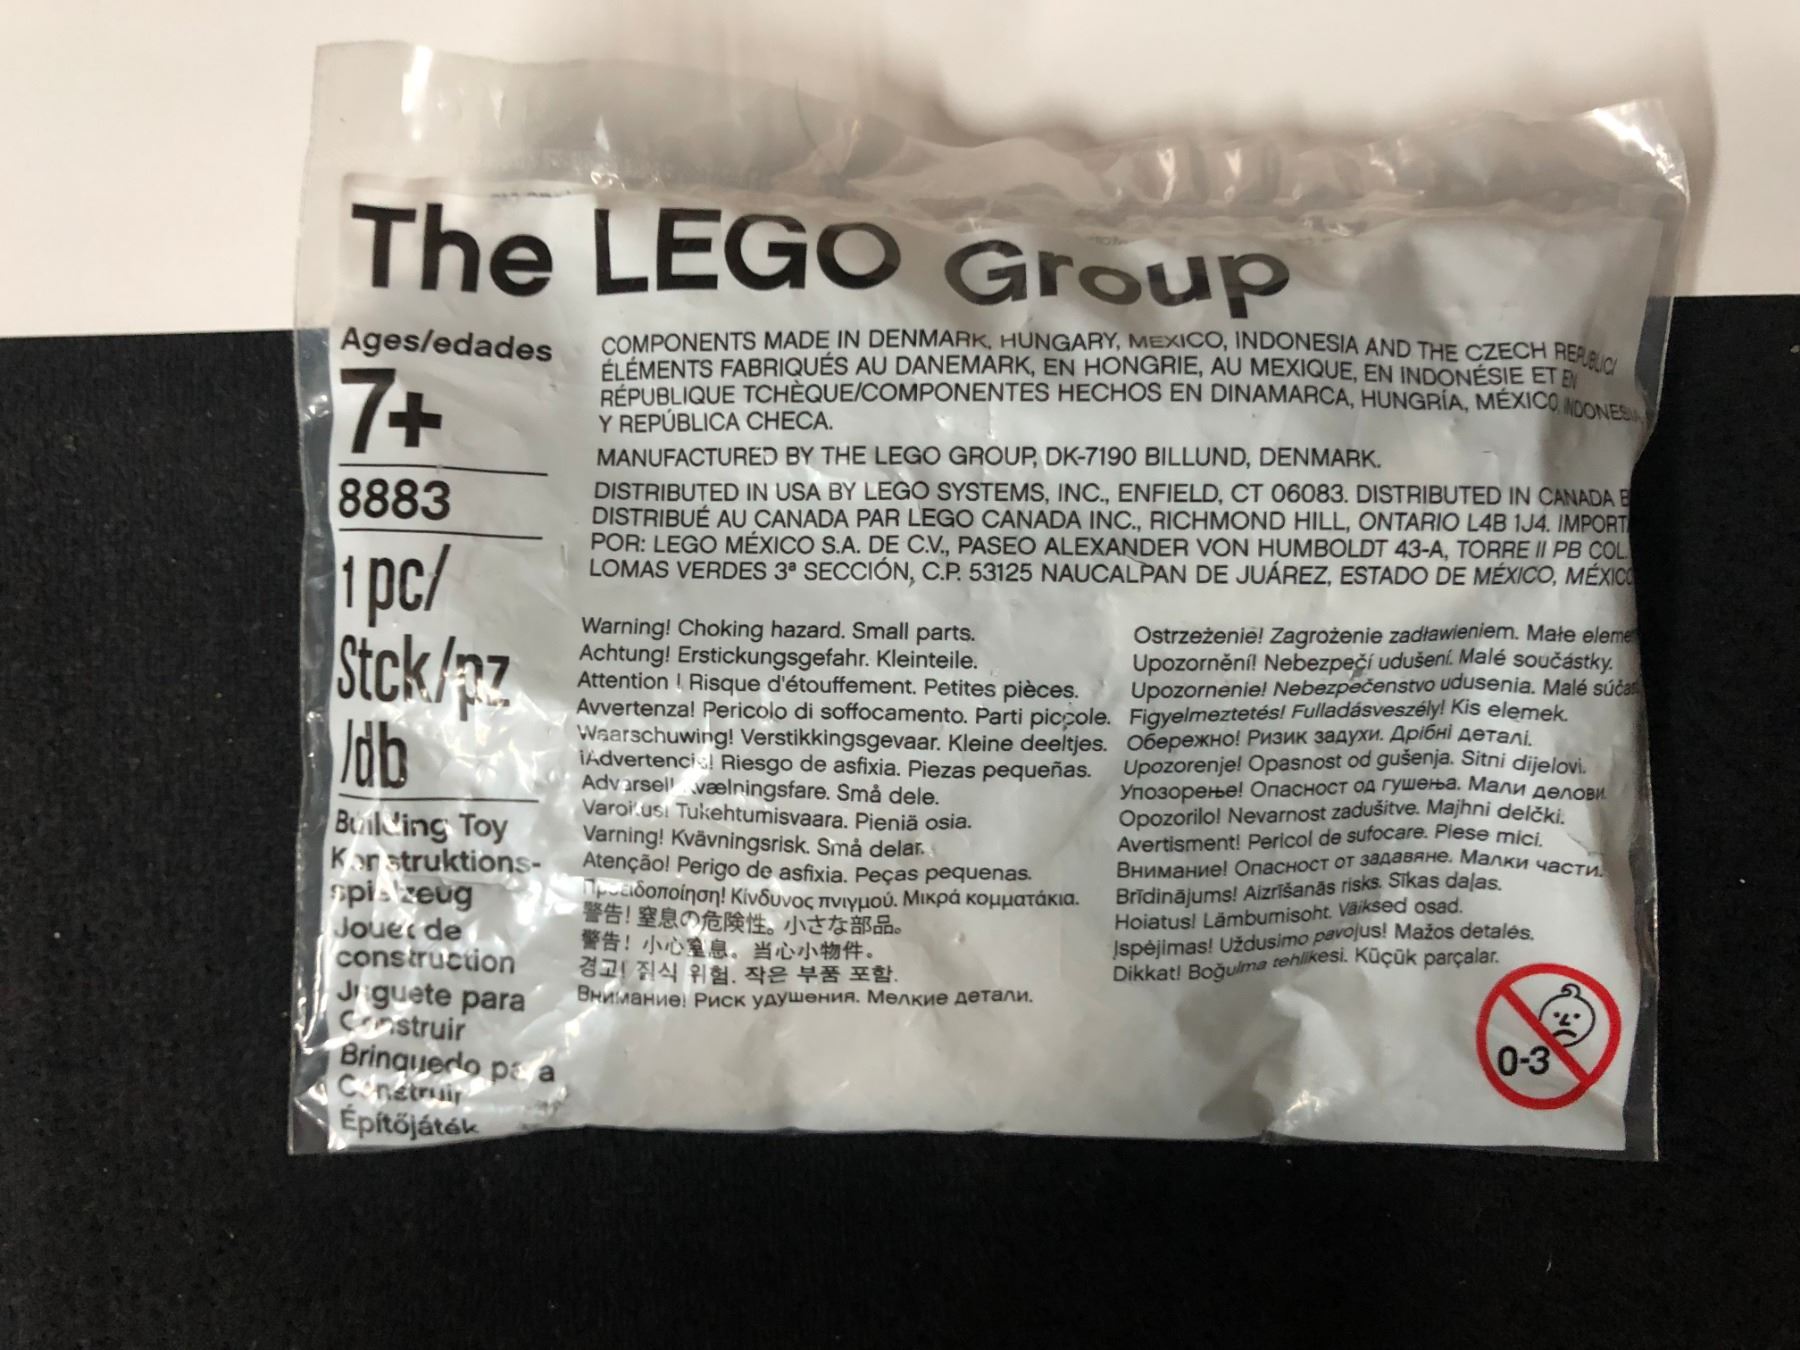 The LEGO Group
Ages/edades
7+
8883
1 pc/
Stck/pz
/db
Building Toy
Konstruktions-
spielzeug
Jouet de
construction
Juguete para
Construir
Brinquedo para
Construir
Építőjáték
COMPONENTS MADE IN DENMARK, HUNGARY, MEXICO, INDONESIA AND THE CZECH REPUBLIC/
ÉLÉMENTS FABRIQUÉS AU DANEMARK, EN HONGRIE, AU MEXIQUE, EN INDONÉSIE ET EN
RÉPUBLIQUE TCHÈQUE/COMPONENTES HECHOS EN DINAMARCA, HUNGRÍA, MÉXICO, INDONESIA
Y REPÚBLICA CHECA.
MANUFACTURED BY THE LEGO GROUP, DK-7190 BILLUND, DENMARK.
DISTRIBUTED IN USA BY LEGO SYSTEMS, INC., ENFIELD, CT 06083. DISTRIBUTED IN CANADA B
DISTRIBUÉ AU CANADA PAR LEGO CANADA INC., RICHMOND HILL, ONTARIO L4B 1J4. IMPORT
POR: LEGO MÉXICO S.A. DE C.V., PASEO ALEXANDER VON HUMBOLDT 43-A, TORRE II PB COL.
LOMAS VERDES 3ª SECCIÓN, C.P. 53125 NAUCALPAN DE JUÁREZ, ESTADO DE MÉXICO, MÉXICO
Warning! Choking hazard. Small parts.
Achtung! Erstickungsgefahr. Kleinteile.
Attention ! Risque d'étouffement. Petites pièces.
Avvertenza! Pericolo di soffocamento. Parti piccole.
Waarschuwing! Verstikkingsgevaar. Kleine deeltjes.
¡Advertencia! Riesgo de asfixia. Piezas pequeñas.
Advarsel! Kvælningsfare. Små dele.
Varoitus! Tukehtumisvaara. Pieniä osia.
Varning! Kvävningsrisk. Små delar.
Atenção! Perigo de asfixia. Peças pequenas.
Προειδοποίηση! Κίνδυνος πνιγμού. Μικρά κομματάκια.
警告! 窒息の危険性。小さな部品。
警告! 小心窒息。当心小物件。
경고! 질식 위험. 작은 부품 포함.
Внимание! Риск удушения. Мелкие детали.
Ostrzeżenie! Zagrożenie zadławieniem. Małe eleme
Upozornění! Nebezpečí udušení. Malé součástky.
Upozornenie! Nebezpečenstvo udusenia. Malé súčas
Figyelmeztetés! Fulladásveszély! Kis elemek.
Обережно! Ризик задухи. Дрібні деталі.
Upozorenje! Opasnost od gušenja. Sitni dijelovi.
Упозорење! Опасност од гушења. Мали делови.
Opozorilo! Nevarnost zadušitve. Majhni delčki.
Avertisment! Pericol de sufocare. Piese mici.
Внимание! Опасност от задавяне. Малки части.
Brīdinājums! Aizrīšanās risks. Sīkas daļas.
Hoiatus! Lämbumisoht. Väiksed osad.
Įspėjimas! Uždusimo pavojus! Mažos detalės.
Dikkat! Boğulma tehlikesi. Küçük parçalar.
0-3